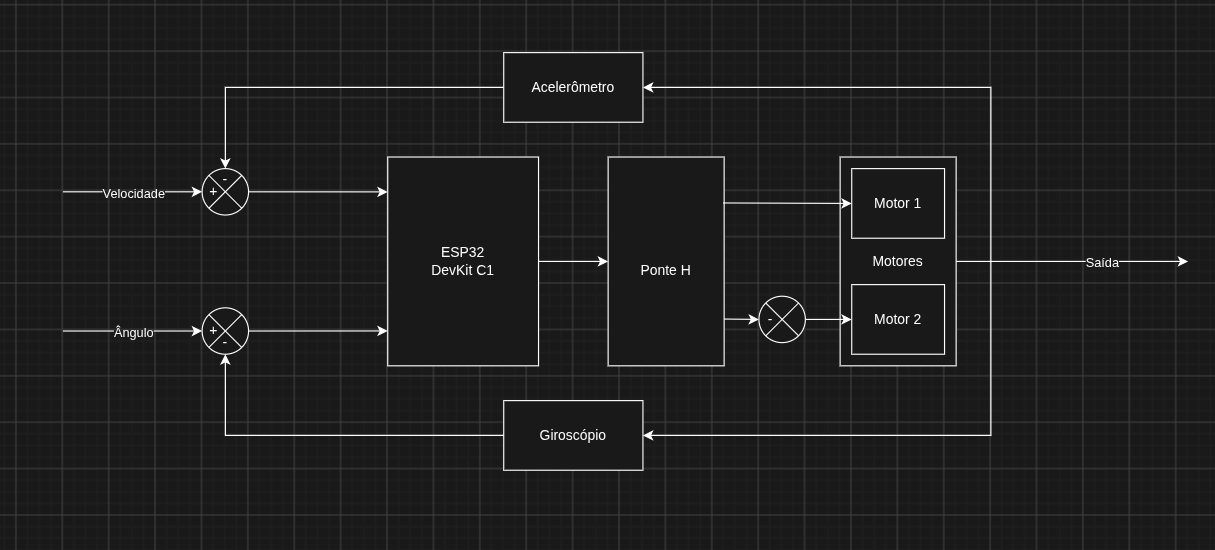 Acelerômetro
-
Velocidade
+
Motor 1
ESP32
DevKit C1
Ponte H
Motores
Saída
Ângulo
+
-
-
Motor 2
Giroscópio